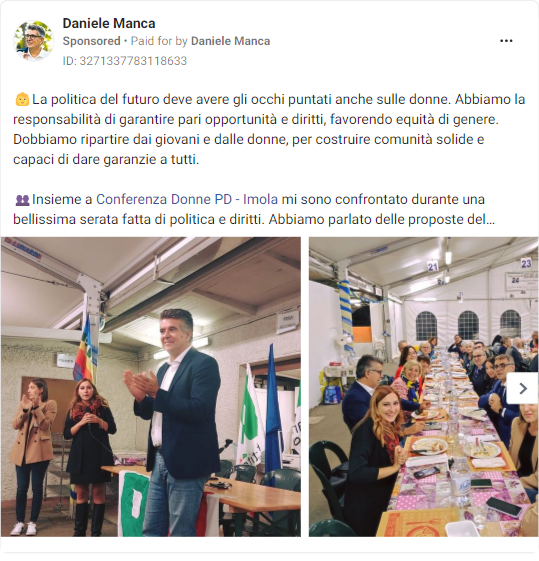 Daniele Manca
Sponsored • Paid for by Daniele Manca
ID: 3271337783118633
La politica del futuro deve avere gli occhi puntati anche sulle donne. Abbiamo la
responsabilità di garantire pari opportunità e diritti, favorendo equità di genere.
Dobbiamo ripartire dai giovani e dalle donne, per costruire comunità solide e
capaci di dare garanzie a tutti.
Insieme a Conferenza Donne PD - Imola mi sono confrontato durante una
bellissima serata fatta di politica e diritti. Abbiamo parlato delle proposte del...
21
23
24